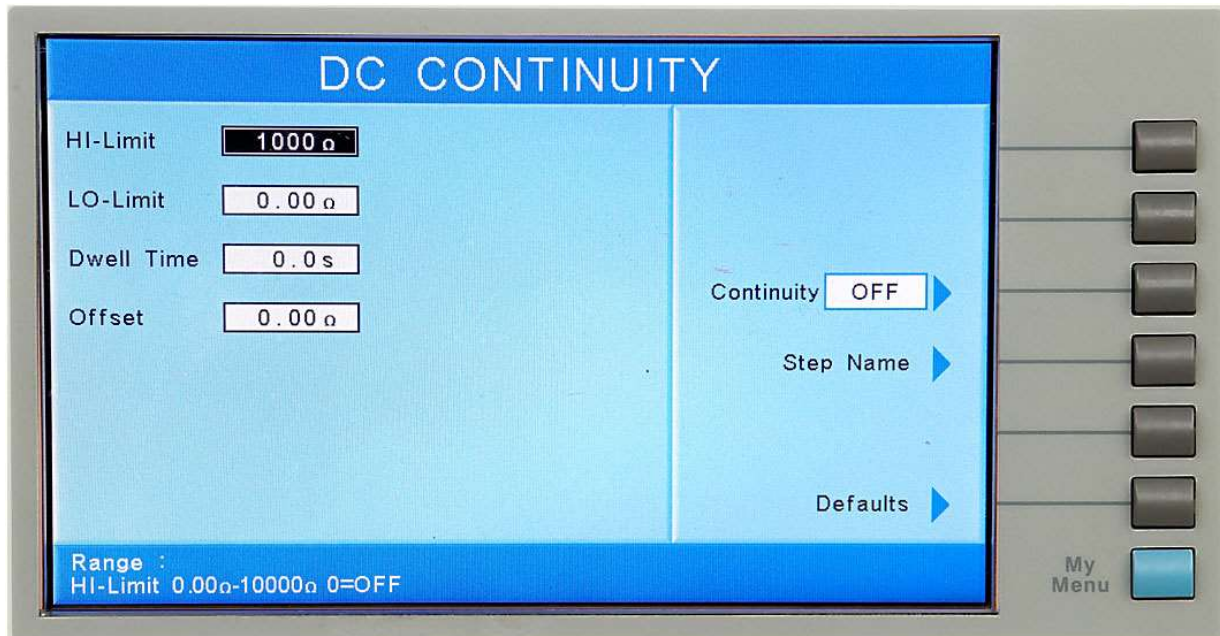 DC CONTINUITY
HI-Limit 1000Ω
LO-Limit 0.00Ω
Dwell Time 0.0s
Offset 0.00Ω
Continuity OFF
Step Name
Defaults
Range :
HI-Limit 0.00Ω-10000Ω 0=OFF
My
Menu